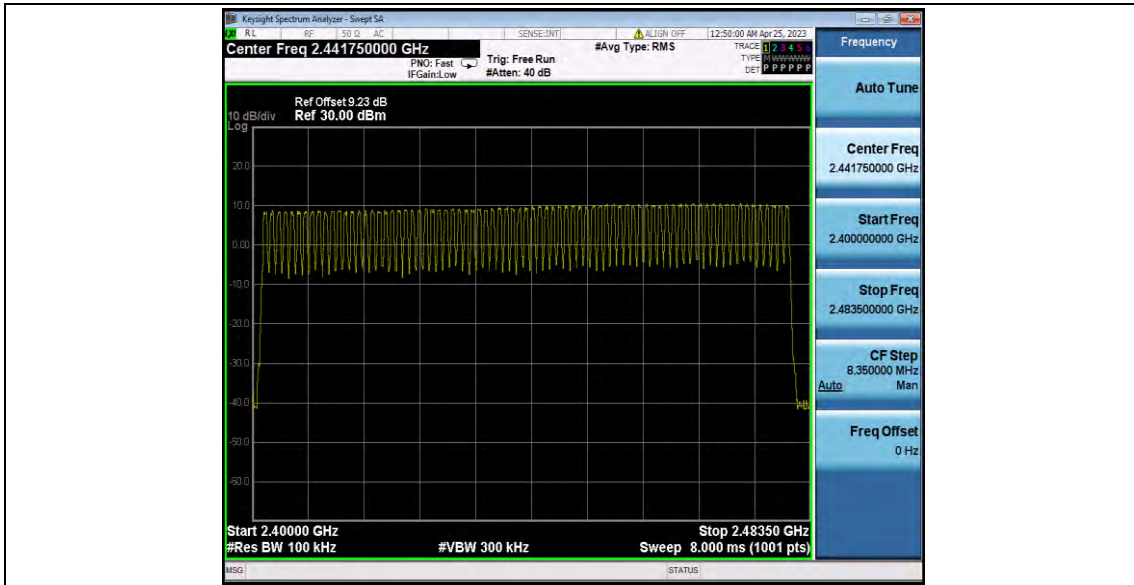 Keysight Spectrum Analyzer - Swept SA
RL RF 50 Ω AC SENSE:INT ALIGN OFF 12:50:00 AM Apr 25, 2023
Center Freq 2.441750000 GHz
#Avg Type: RMS
TRACE 1 2 3 4 5 6
PNO: Fast Trig: Free Run
TYPE M
IFGain:Low #Atten: 40 dB
DET P P P P P P
Frequency
Auto Tune
Center Freq
2.441750000 GHz
Start Freq
2.400000000 GHz
Stop Freq
2.483500000 GHz
CF Step
8.350000 MHz
Auto Man
Freq Offset
0 Hz
Ref Offset 9.23 dB
10 dB/div Ref 30.00 dBm
Log
20.0
10.0
0.00
-10.0
-20.0
-30.0
-40.0
-50.0
-60.0
Start 2.40000 GHz Stop 2.48350 GHz
#Res BW 100 kHz #VBW 300 kHz Sweep 8.000 ms (1001 pts)
MSG STATUS